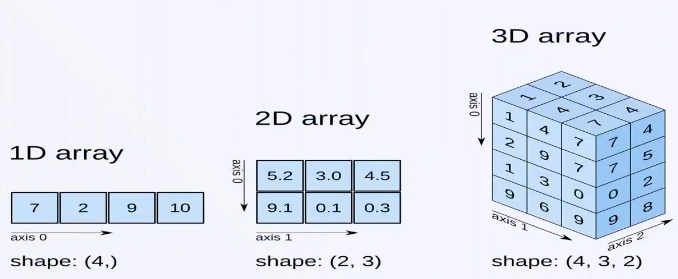 1D array
7 2 9 10
axis 0
shape: (4,)
2D array
axis 0
5.2 3.0 4.5
9.1 0.1 0.3
axis 1
shape: (2, 3)
3D array
axis 0
2
1 3
4 4
7
1 4 7 7 4
2 9 7 7 5
1 3 0 0 2
9 6 9 9 8
axis 1
axis 2
shape: (4, 3, 2)